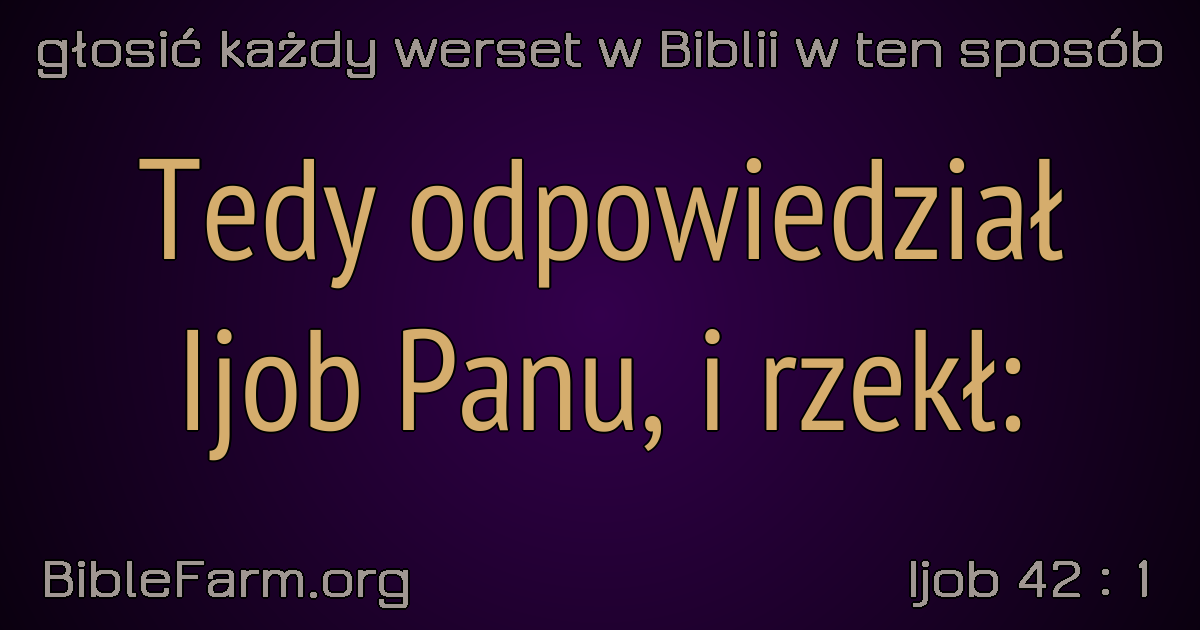 głosić każdy werset w Biblii w ten sposób
Tedy odpowiedział
Ijob Panu, i rzekł:
BibleFarm.org
Ijob 42 : 1